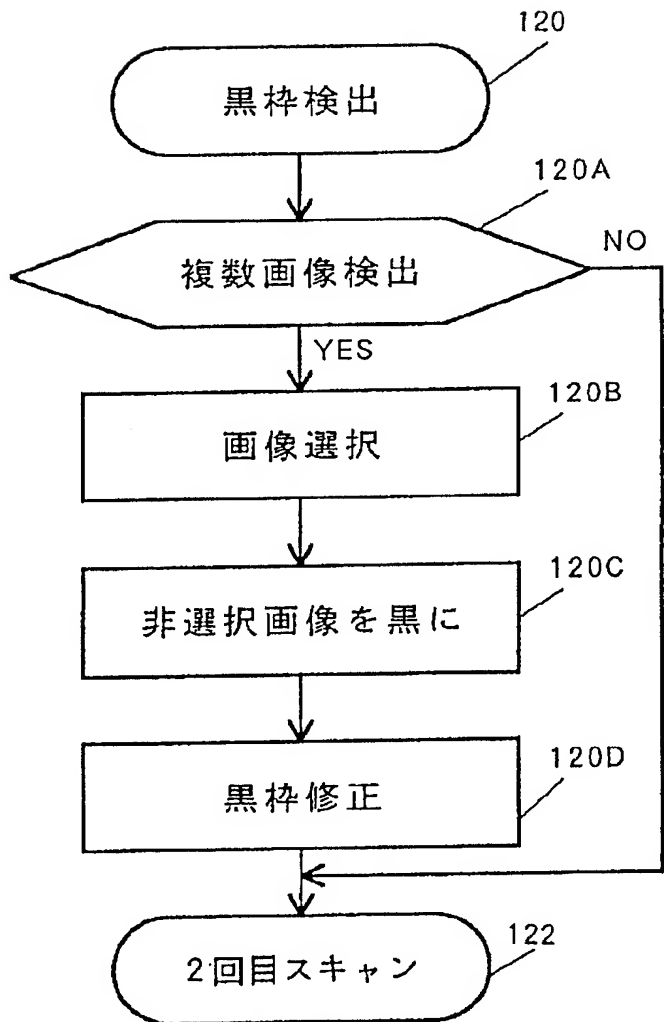 120
黒枠検出
120A
複数画像検出
NO
YES
120B
画像選択
120C
非選択画像を黒に
120D
黒枠修正
122
2回目スキャン